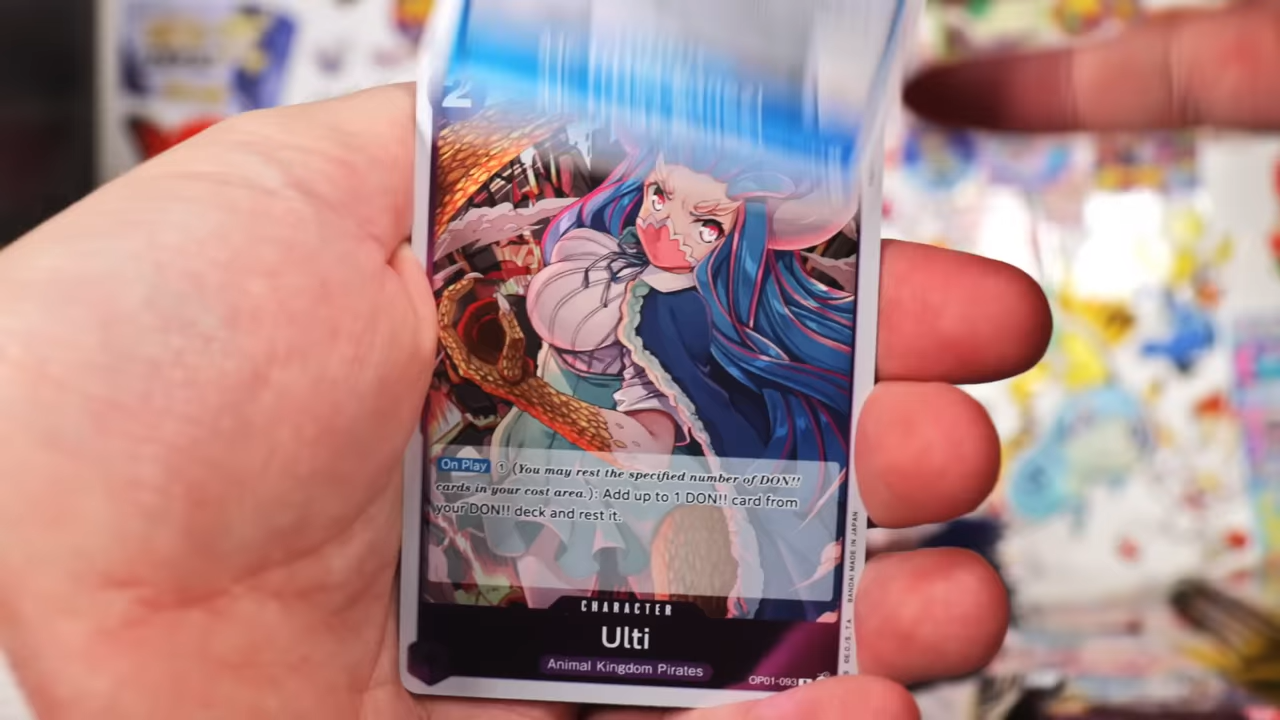 2
On Play ① (You may rest the specified number of DON!!
cards in your cost area.): Add up to 1 DON!! card from
your DON!! deck and rest it.
CHARACTER
Ulti
Animal Kingdom Pirates
OP01-093
BANDAI MADE IN JAPAN